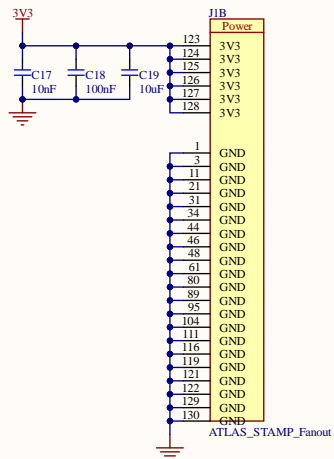 3V3
J1B
Power
123 3V3
124 3V3
125 3V3
126 3V3
127 3V3
128 3V3
C17 C18 C19
10nF 100nF 10uF
1 GND
3 GND
11 GND
21 GND
31 GND
34 GND
44 GND
46 GND
48 GND
61 GND
80 GND
89 GND
95 GND
104 GND
111 GND
116 GND
119 GND
121 GND
122 GND
129 GND
130 GND
ATLAS_STAMP_Fanout